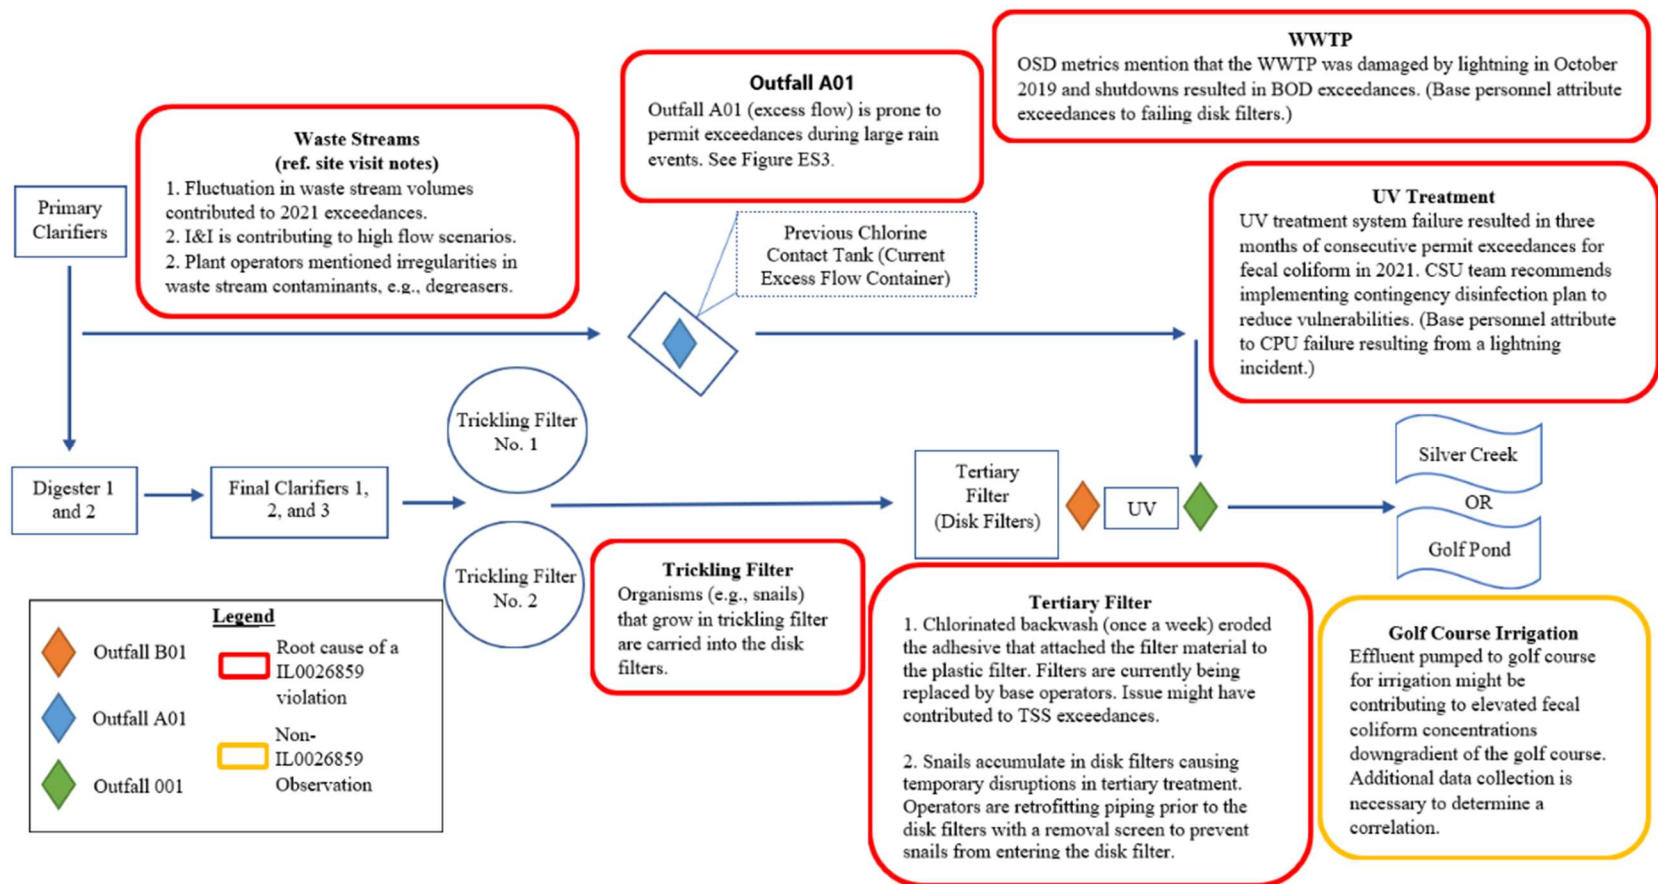 WWTP
OSD metrics mention that the WWTP was damaged by lightning in October
2019 and shutdowns resulted in BOD exceedances. (Base personnel attribute
exceedances to failing disk filters.)
Outfall A01
Outfall A01 (excess flow) is prone to
permit exceedances during large rain
events. See Figure ES3.
Waste Streams
(ref. site visit notes)
1. Fluctuation in waste stream volumes
contributed to 2021 exceedances.
2. I&I is contributing to high flow scenarios.
2. Plant operators mentioned irregularities in
waste stream contaminants, e.g., degreasers.
Primary
Clarifiers
Previous Chlorine
Contact Tank (Current
Excess Flow Container)
UV Treatment
UV treatment system failure resulted in three
months of consecutive permit exceedances for
fecal coliform in 2021. CSU team recommends
implementing contingency disinfection plan to
reduce vulnerabilities. (Base personnel attribute
to CPU failure resulting from a lightning
incident.)
Trickling Filter
No. 1
Digester 1
and 2
Final Clarifiers 1,
2, and 3
Trickling Filter
No. 2
Tertiary
Filter
(Disk Filters)
UV
Silver Creek
OR
Golf Pond
Trickling Filter
Organisms (e.g., snails)
that grow in trickling filter
are carried into the disk
filters.
Tertiary Filter
1. Chlorinated backwash (once a week) eroded
the adhesive that attached the filter material to
the plastic filter. Filters are currently being
replaced by base operators. Issue might have
contributed to TSS exceedances.
2. Snails accumulate in disk filters causing
temporary disruptions in tertiary treatment.
Operators are retrofitting piping prior to the
disk filters with a removal screen to prevent
snails from entering the disk filter.
Golf Course Irrigation
Effluent pumped to golf course
for irrigation might be
contributing to elevated fecal
coliform concentrations
downgradient of the golf course.
Additional data collection is
necessary to determine a
correlation.
Legend
Outfall B01
Outfall A01
Outfall 001
Root cause of a
IL0026859
violation
Non-
IL0026859
Observation